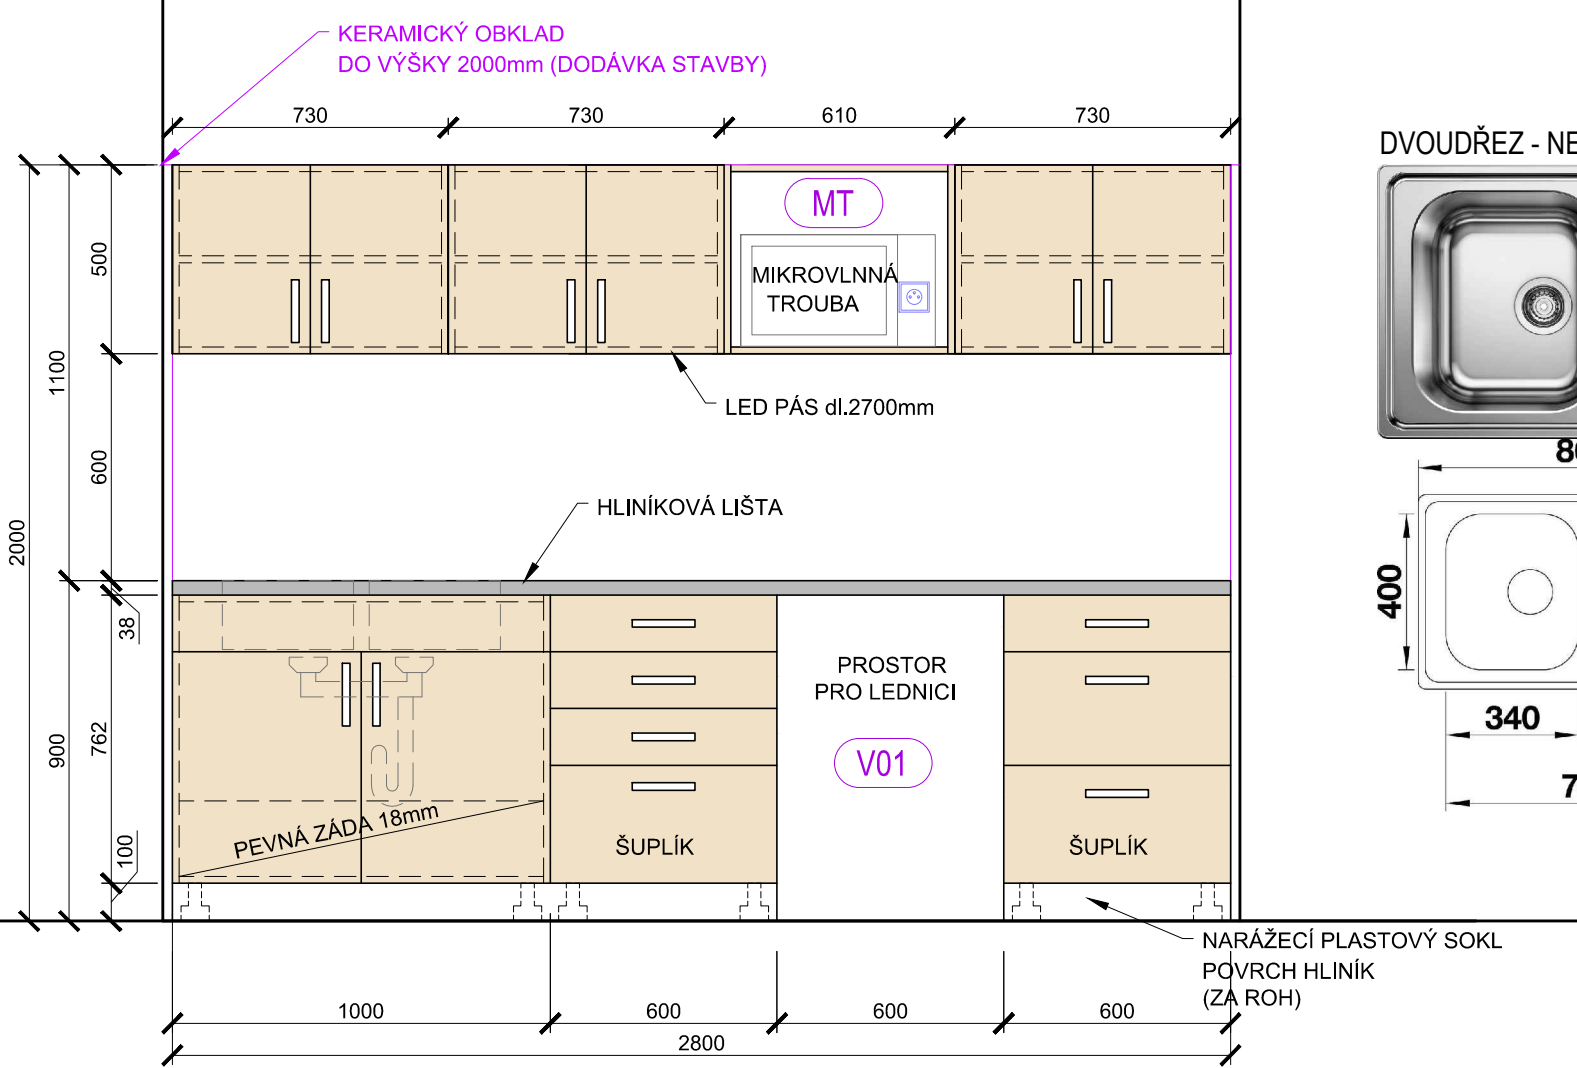 KERAMICKÝ OBKLAD
DO VÝŠKY 2000mm (DODÁVKA STAVBY)
730
730
610
730
DVOUDŘEZ - NE
MT
MIKROVLNNÁ
TROUBA
500
1100
600
2000
LED PÁS dl.2700mm
HLINÍKOVÁ LIŠTA
38
762
900
100
PROSTOR
PRO LEDNICI
V01
PEVNÁ ZÁDA 18mm
ŠUPLÍK
ŠUPLÍK
400
340
7
NARÁŽECÍ PLASTOVÝ SOKL
POVRCH HLINÍK
(ZA ROH)
1000
600
600
600
2800